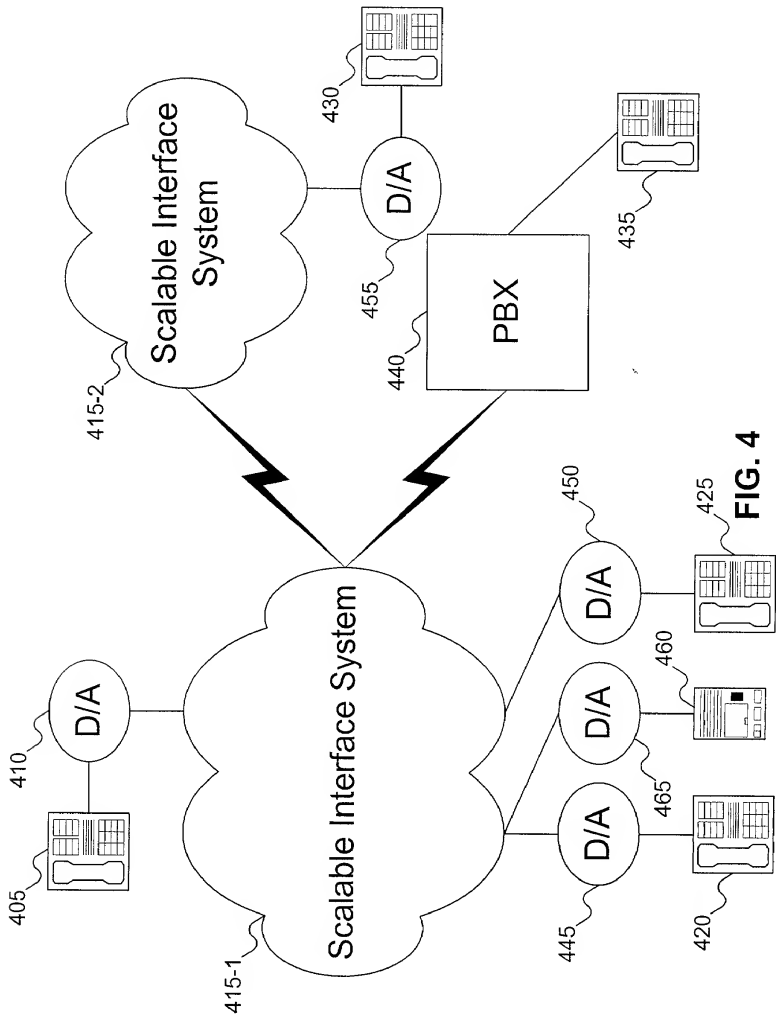 405
D/A
410
415-1
Scalable Interface System
415-2
Scalable Interface
System
D/A
430
455
440
PBX
435
D/A
445
420
D/A
465
460
D/A
450
425
FIG. 4